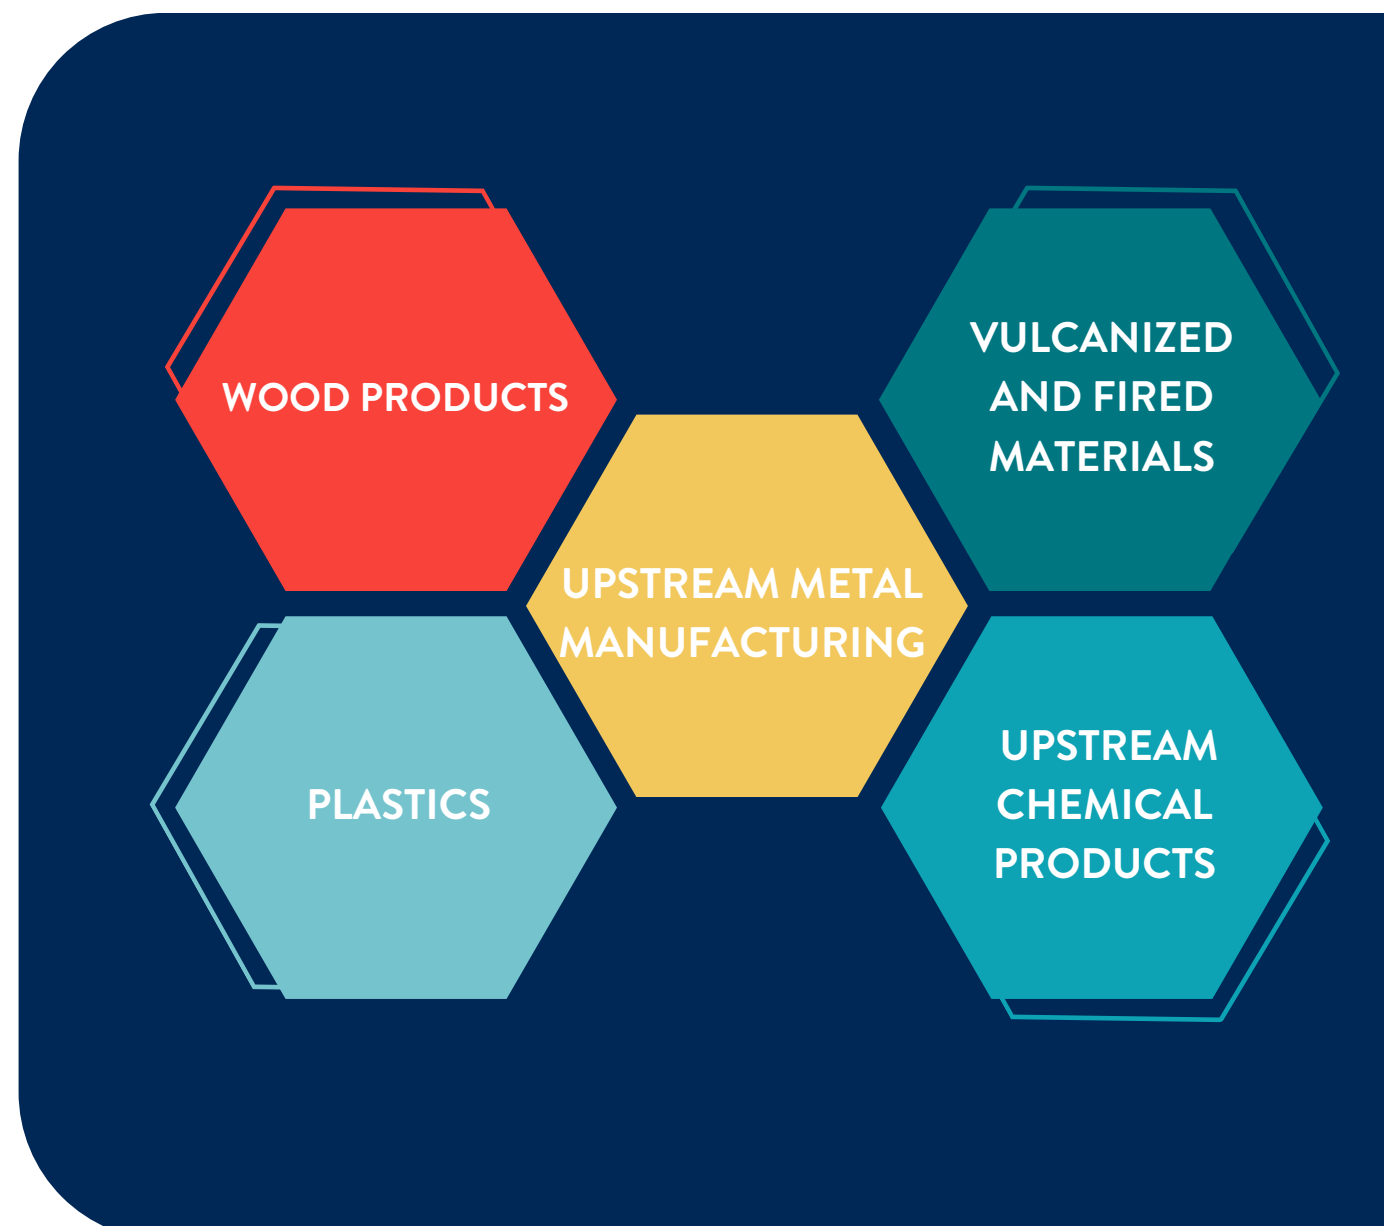 WOOD PRODUCTS
VULCANIZED
AND FIRED
MATERIALS
UPSTREAM METAL
MANUFACTURING
PLASTICS
UPSTREAM
CHEMICAL
PRODUCTS